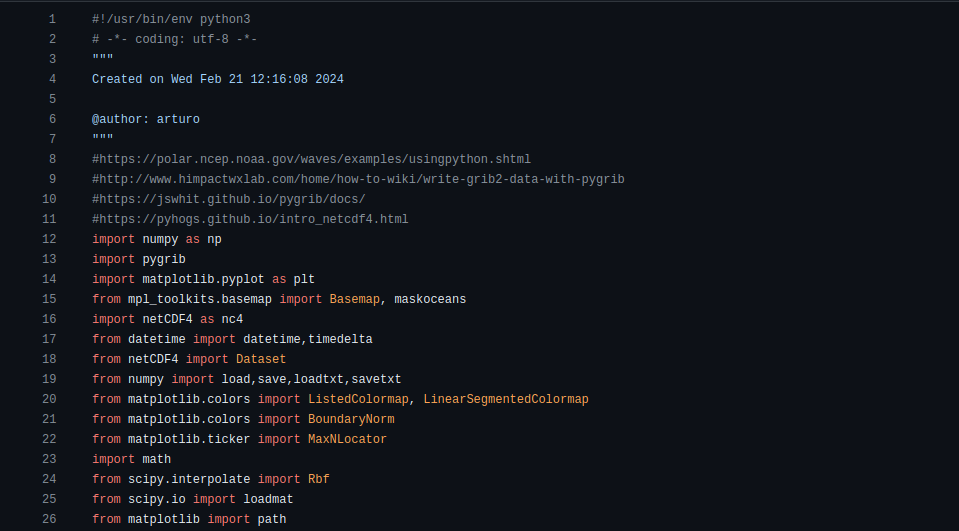 1 #!/usr/bin/env python3
2 # -*- coding: utf-8 -*-
3 """
4 Created on Wed Feb 21 12:16:08 2024
5
6 @author: arturo
7 """
8 #https://polar.ncep.noaa.gov/waves/examples/usingpython.shtml
9 #http://www.himpactwxlab.com/home/how-to-wiki/write-grib2-data-with-pygrib
10 #https://jswhit.github.io/pygrib/docs/
11 #https://pyhogs.github.io/intro_netcdf4.html
12 import numpy as np
13 import pygrib
14 import matplotlib.pyplot as plt
15 from mpl_toolkits.basemap import Basemap, maskoceans
16 import netCDF4 as nc4
17 from datetime import datetime,timedelta
18 from netCDF4 import Dataset
19 from numpy import load,save,loadtxt,savetxt
20 from matplotlib.colors import ListedColormap, LinearSegmentedColormap
21 from matplotlib.colors import BoundaryNorm
22 from matplotlib.ticker import MaxNLocator
23 import math
24 from scipy.interpolate import Rbf
25 from scipy.io import loadmat
26 from matplotlib import path